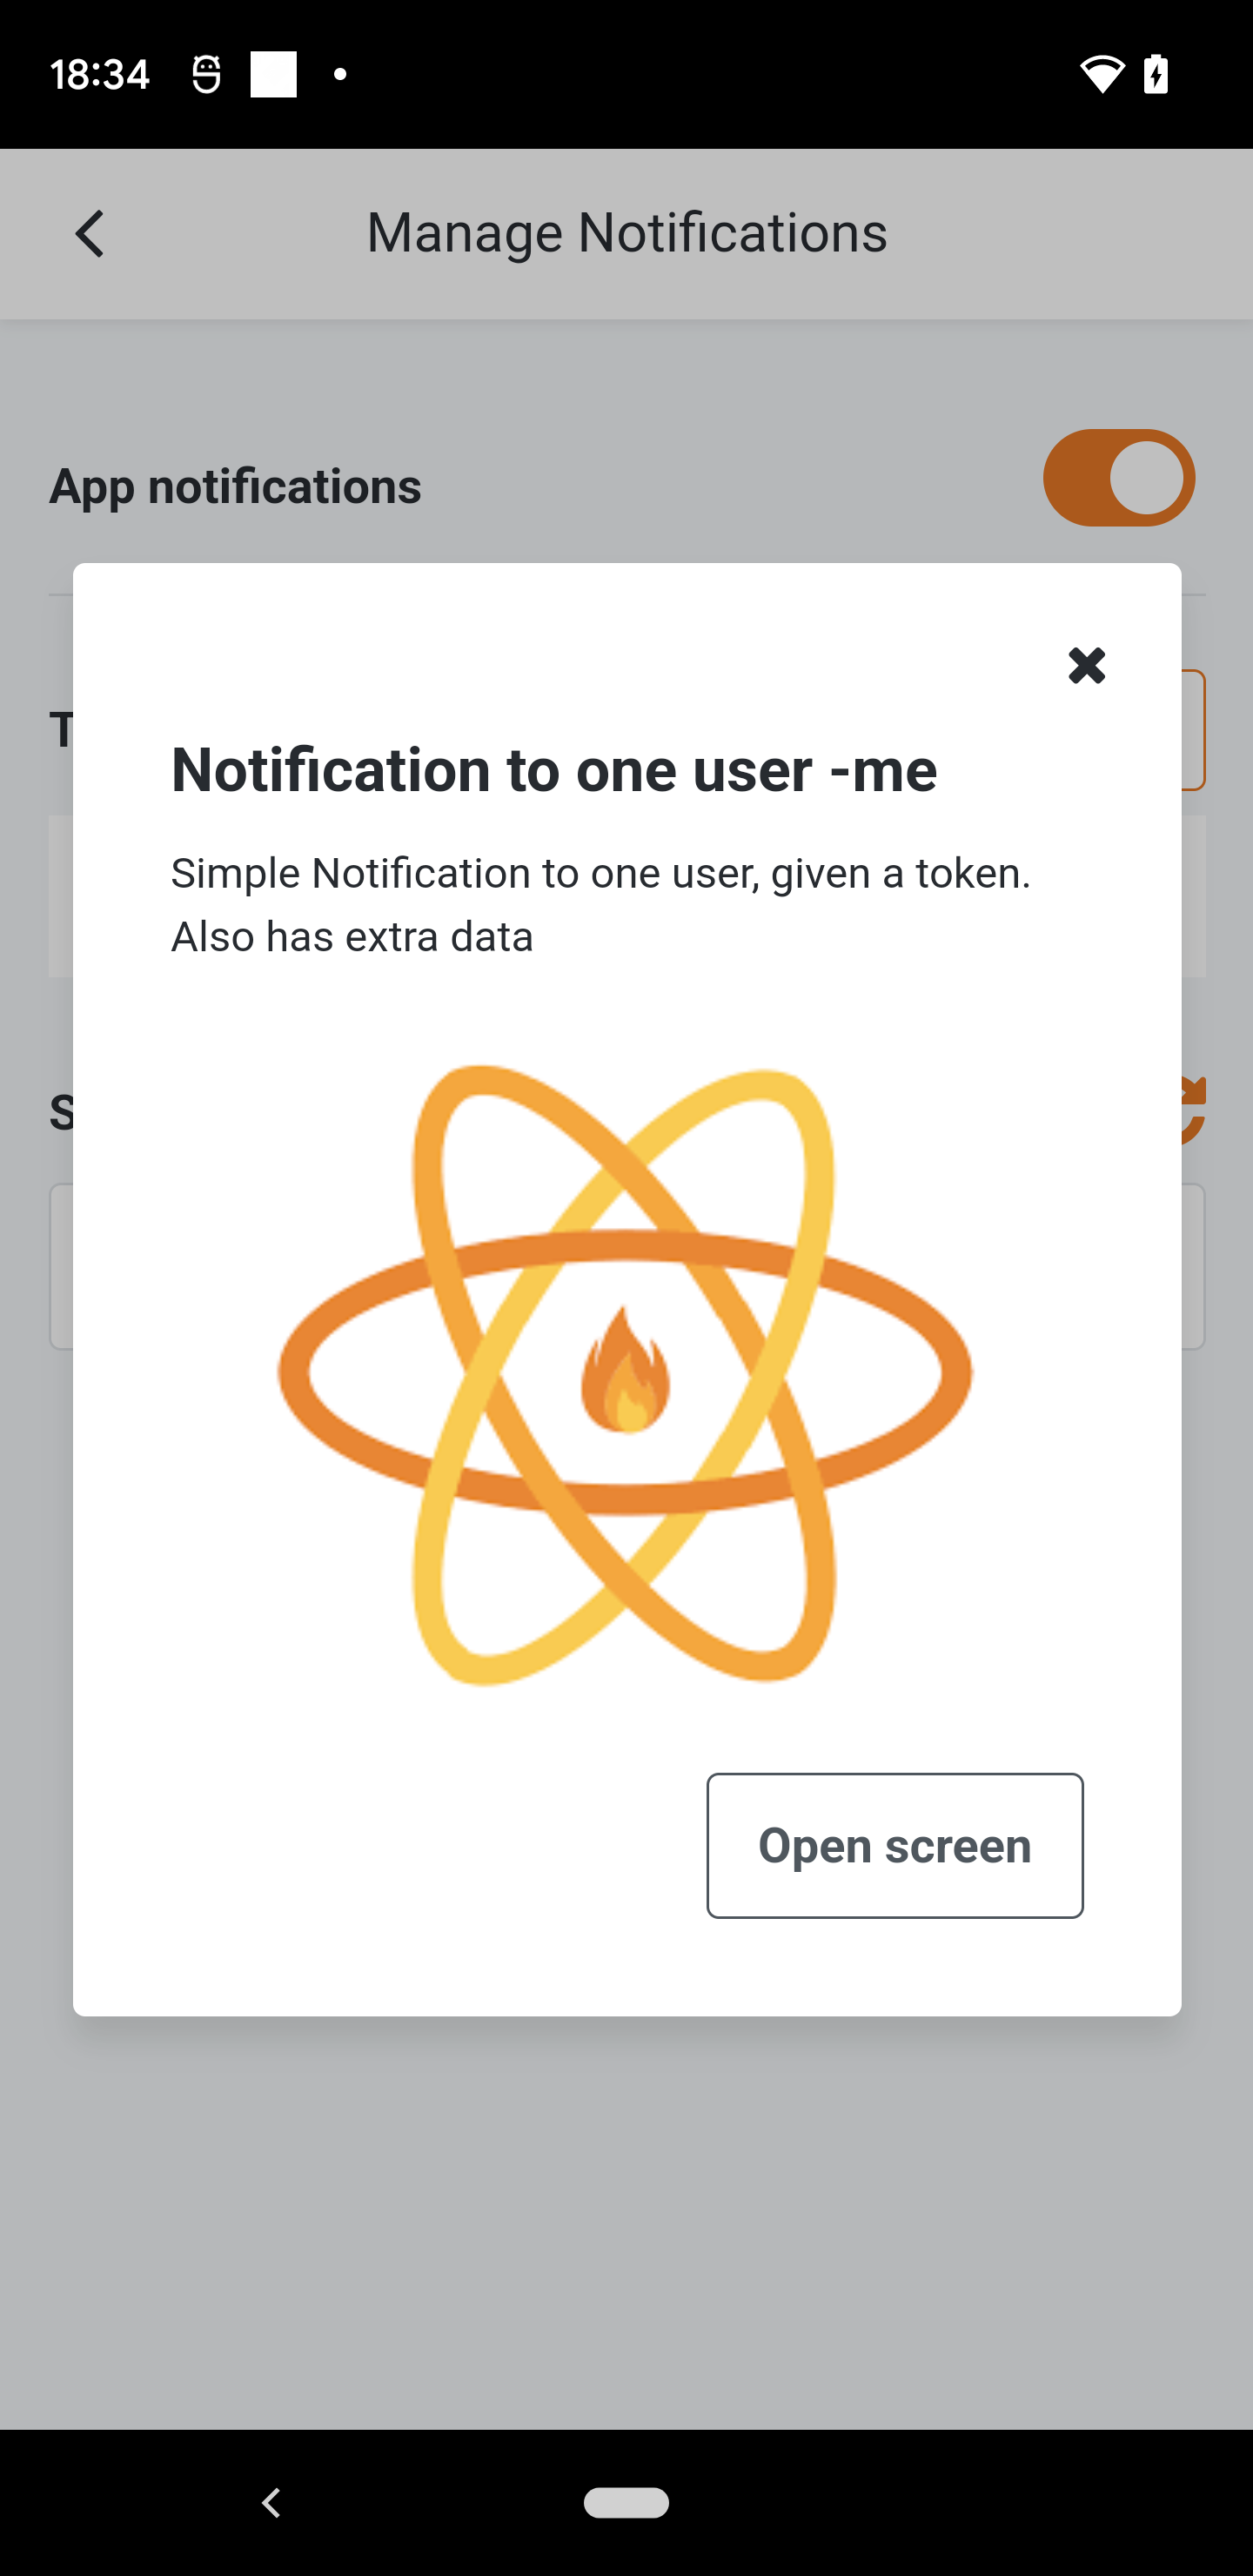 18:34
Manage Notifications
App notifications
T
Notification to one user -me
Simple Notification to one user, given a token.
Also has extra data
S
Open screen